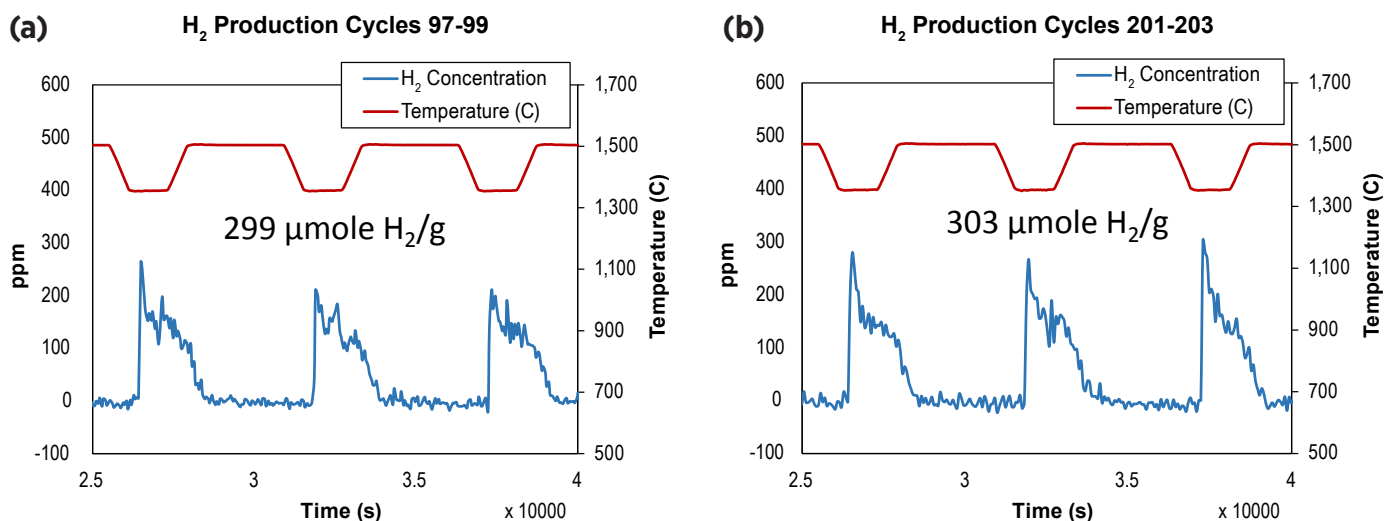 (a)
H₂ Production Cycles 97-99
H₂ Concentration
Temperature (C)
600
500
400
300
200
100
0
-100
ppm
299 µmole H₂/g
1,700
1,500
1,300
1,100
900
700
500
Temperature (C)
2.5
3
3.5
4
Time (s)
x 10000
(b)
H₂ Production Cycles 201-203
H₂ Concentration
Temperature (C)
600
500
400
300
200
100
0
-100
ppm
303 µmole H₂/g
1,700
1,500
1,300
1,100
900
700
500
Temperature (C)
2.5
3
3.5
4
Time (s)
x 10000